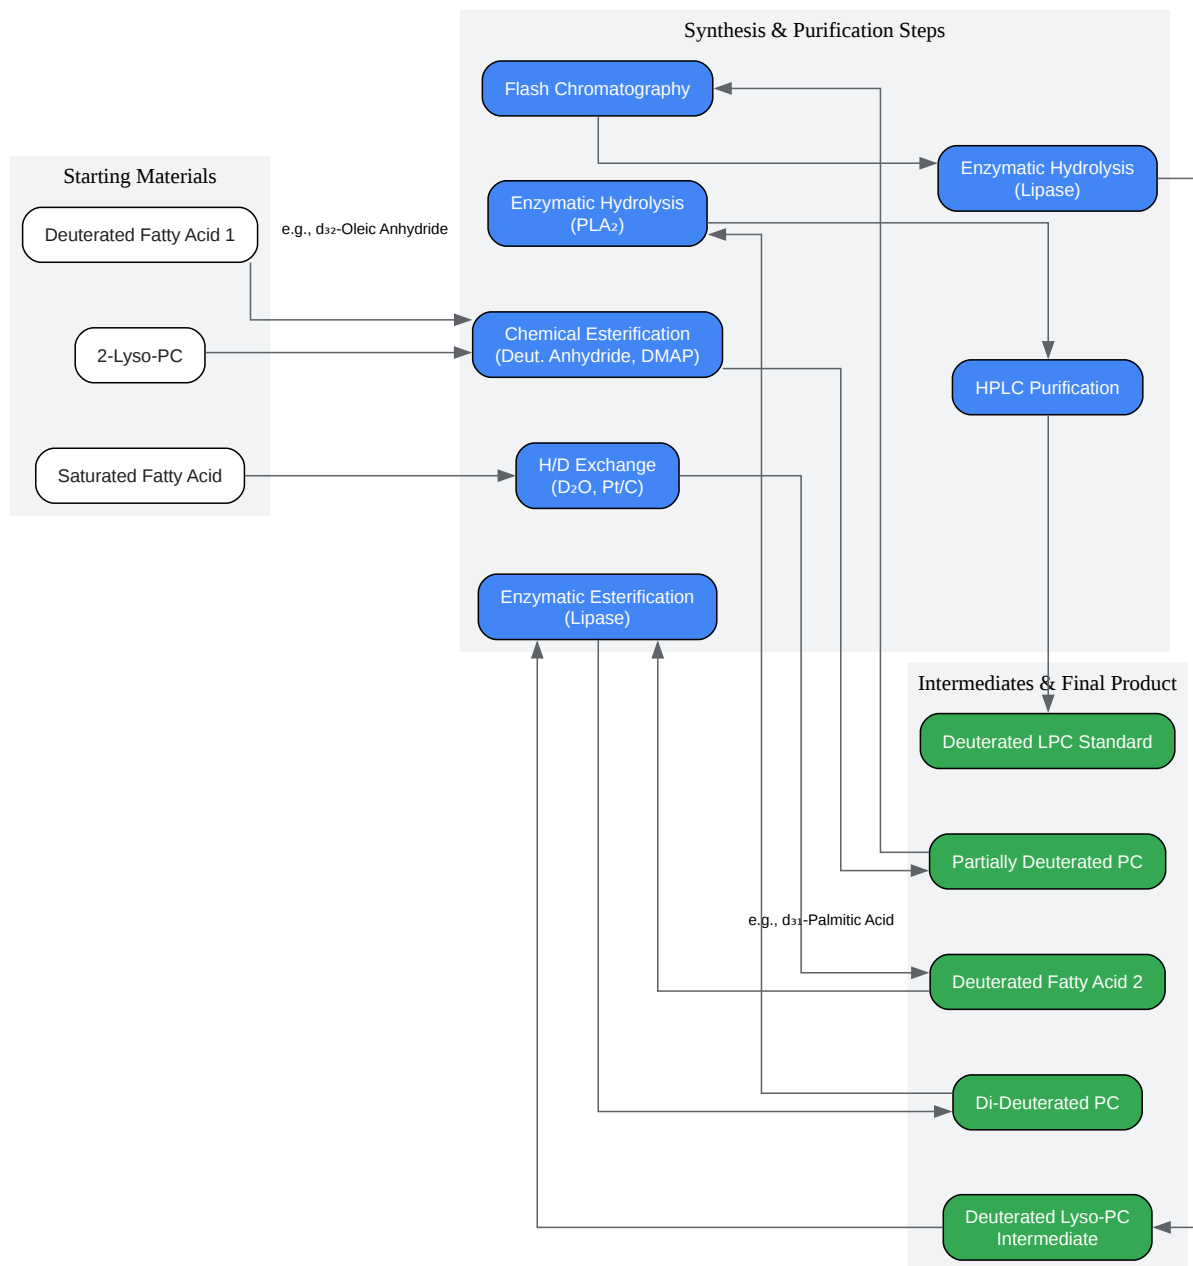 Synthesis & Purification Steps
Flash Chromatography
Enzymatic Hydrolysis
(Lipase)
Starting Materials
Deuterated Fatty Acid 1
e.g., d₃₂-Oleic Anhydride
Enzymatic Hydrolysis
(PLA₂)
2-Lyso-PC
Chemical Esterification
(Deut. Anhydride, DMAP)
HPLC Purification
Saturated Fatty Acid
H/D Exchange
(D₂O, Pt/C)
Enzymatic Esterification
(Lipase)
Intermediates & Final Product
Deuterated LPC Standard
Partially Deuterated PC
e.g., d₃₁-Palmitic Acid
Deuterated Fatty Acid 2
Di-Deuterated PC
Deuterated Lyso-PC
Intermediate